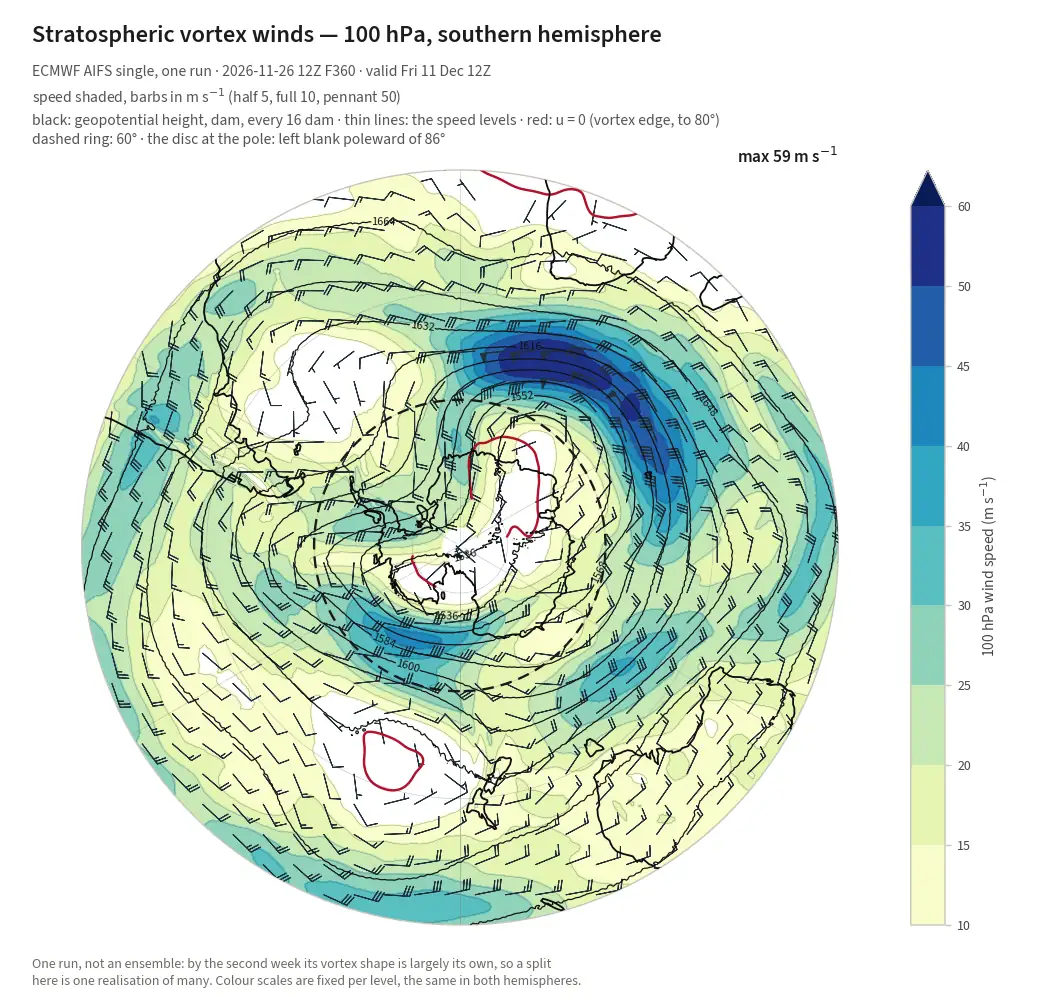 Stratospheric vortex winds — 100 hPa, southern hemisphere
ECMWF AIFS single, one run · 2026-11-26 12Z F360 · valid Fri 11 Dec 12Z
speed shaded, barbs in m s⁻¹ (half 5, full 10, pennant 50)
black: geopotential height, dam, every 16 dam · thin lines: the speed levels · red: u = 0 (vortex edge, to 80°)
dashed ring: 60° · the disc at the pole: left blank poleward of 86°
max 59 m s⁻¹
1664
1632
1616
1552
1648
1568
1536
1584
1600
60
50
45
40
35
30
25
20
15
10
100 hPa wind speed (m s⁻¹)
One run, not an ensemble: by the second week its vortex shape is largely its own, so a split
here is one realisation of many. Colour scales are fixed per level, the same in both hemispheres.